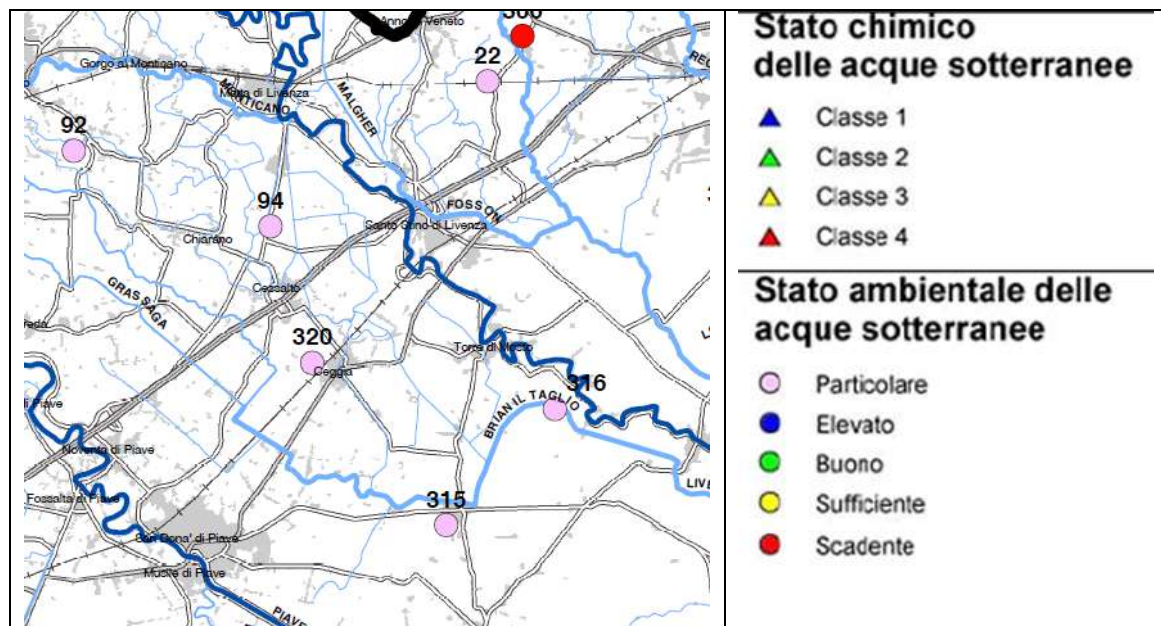 Annone Veneto
22
Gorgo al Monticano
Motta di Livenza
MONTICANO
MALGHER
92
94
FOSSON
Santo Stino di Livenza
Chiarano
GRASSAGA
Cessalto
320
Ceggia
Torre di Mosto
316
BRIAN IL TAGLIO
di Piave
Noventa di Piave
Fossalta di Piave
315
San Dona' di Piave
Musile di Piave
PIAVE
Stato chimico
delle acque sotterranee
Classe 1
Classe 2
Classe 3
Classe 4
Stato ambientale delle
acque sotterranee
Particolare
Elevato
Buono
Sufficiente
Scadente